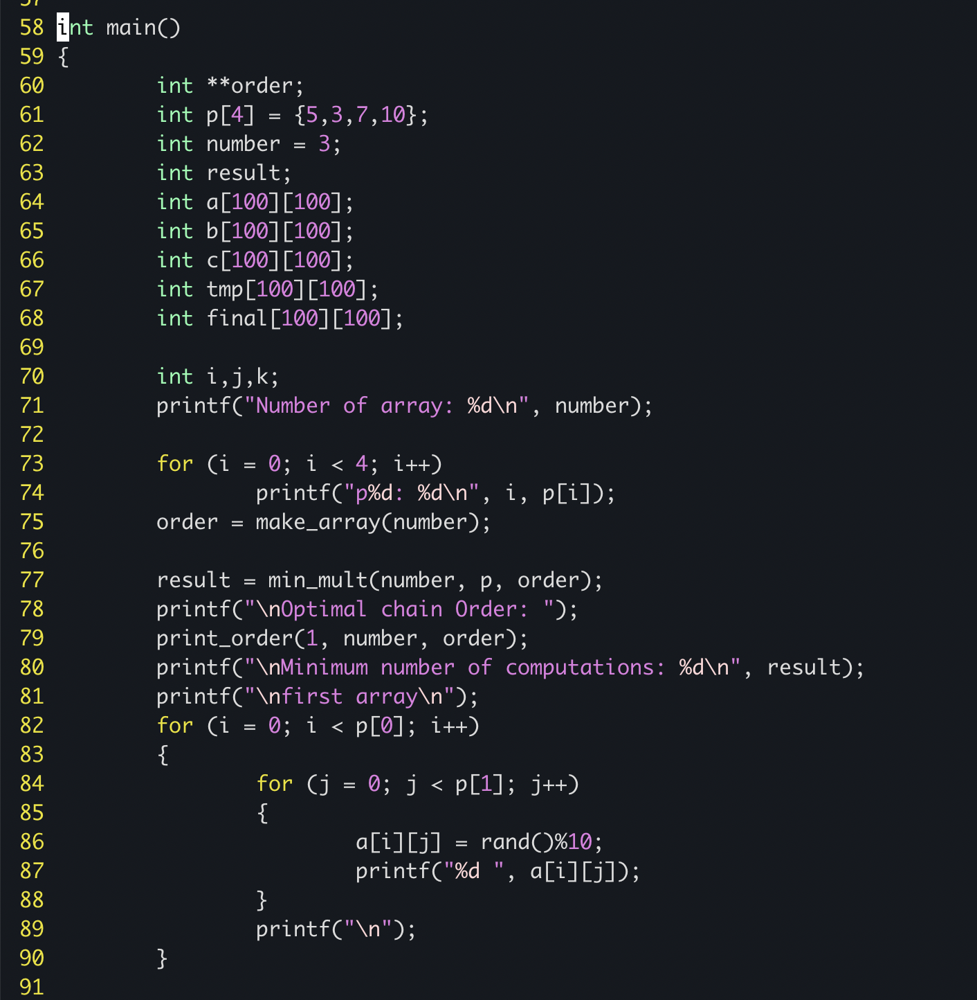 57
58 int main()
59 {
60         int **order;
61         int p[4] = {5,3,7,10};
62         int number = 3;
63         int result;
64         int a[100][100];
65         int b[100][100];
66         int c[100][100];
67         int tmp[100][100];
68         int final[100][100];
69
70         int i,j,k;
71         printf("Number of array: %d\n", number);
72
73         for (i = 0; i < 4; i++)
74                 printf("p%d: %d\n", i, p[i]);
75         order = make_array(number);
76
77         result = min_mult(number, p, order);
78         printf("\nOptimal chain Order: ");
79         print_order(1, number, order);
80         printf("\nMinimum number of computations: %d\n", result);
81         printf("\nfirst array\n");
82         for (i = 0; i < p[0]; i++)
83         {
84                 for (j = 0; j < p[1]; j++)
85                 {
86                         a[i][j] = rand()%10;
87                         printf("%d ", a[i][j]);
88                 }
89                 printf("\n");
90         }
91